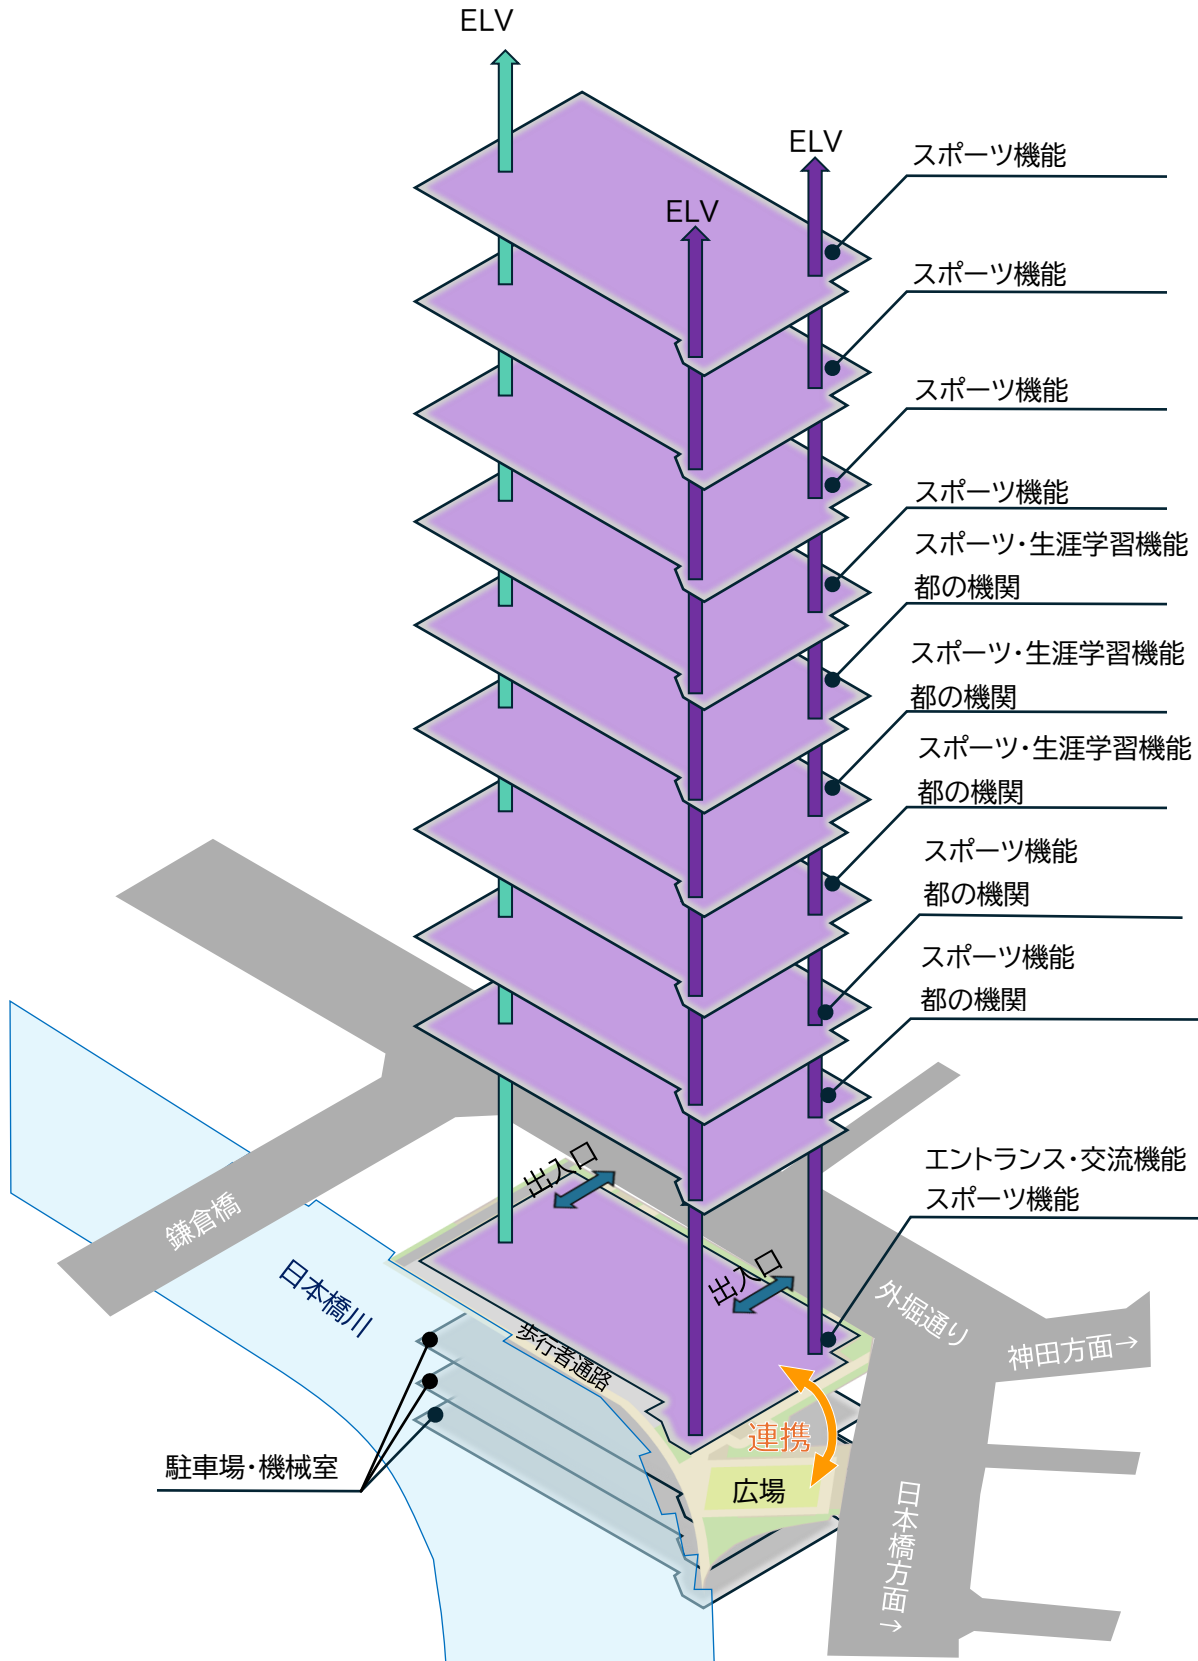 ELV
ELV
ELV
スポーツ機能
スポーツ機能
スポーツ機能
スポーツ機能
スポーツ・生涯学習機能
都の機関
スポーツ・生涯学習機能
都の機関
スポーツ・生涯学習機能
都の機関
スポーツ機能
都の機関
スポーツ機能
都の機関
エントランス・交流機能
スポーツ機能
出入口
出入口
鎌倉橋
日本橋川
歩行者通路
外堀通り
神田方面→
連携
広場
駐車場・機械室
日本橋方面→